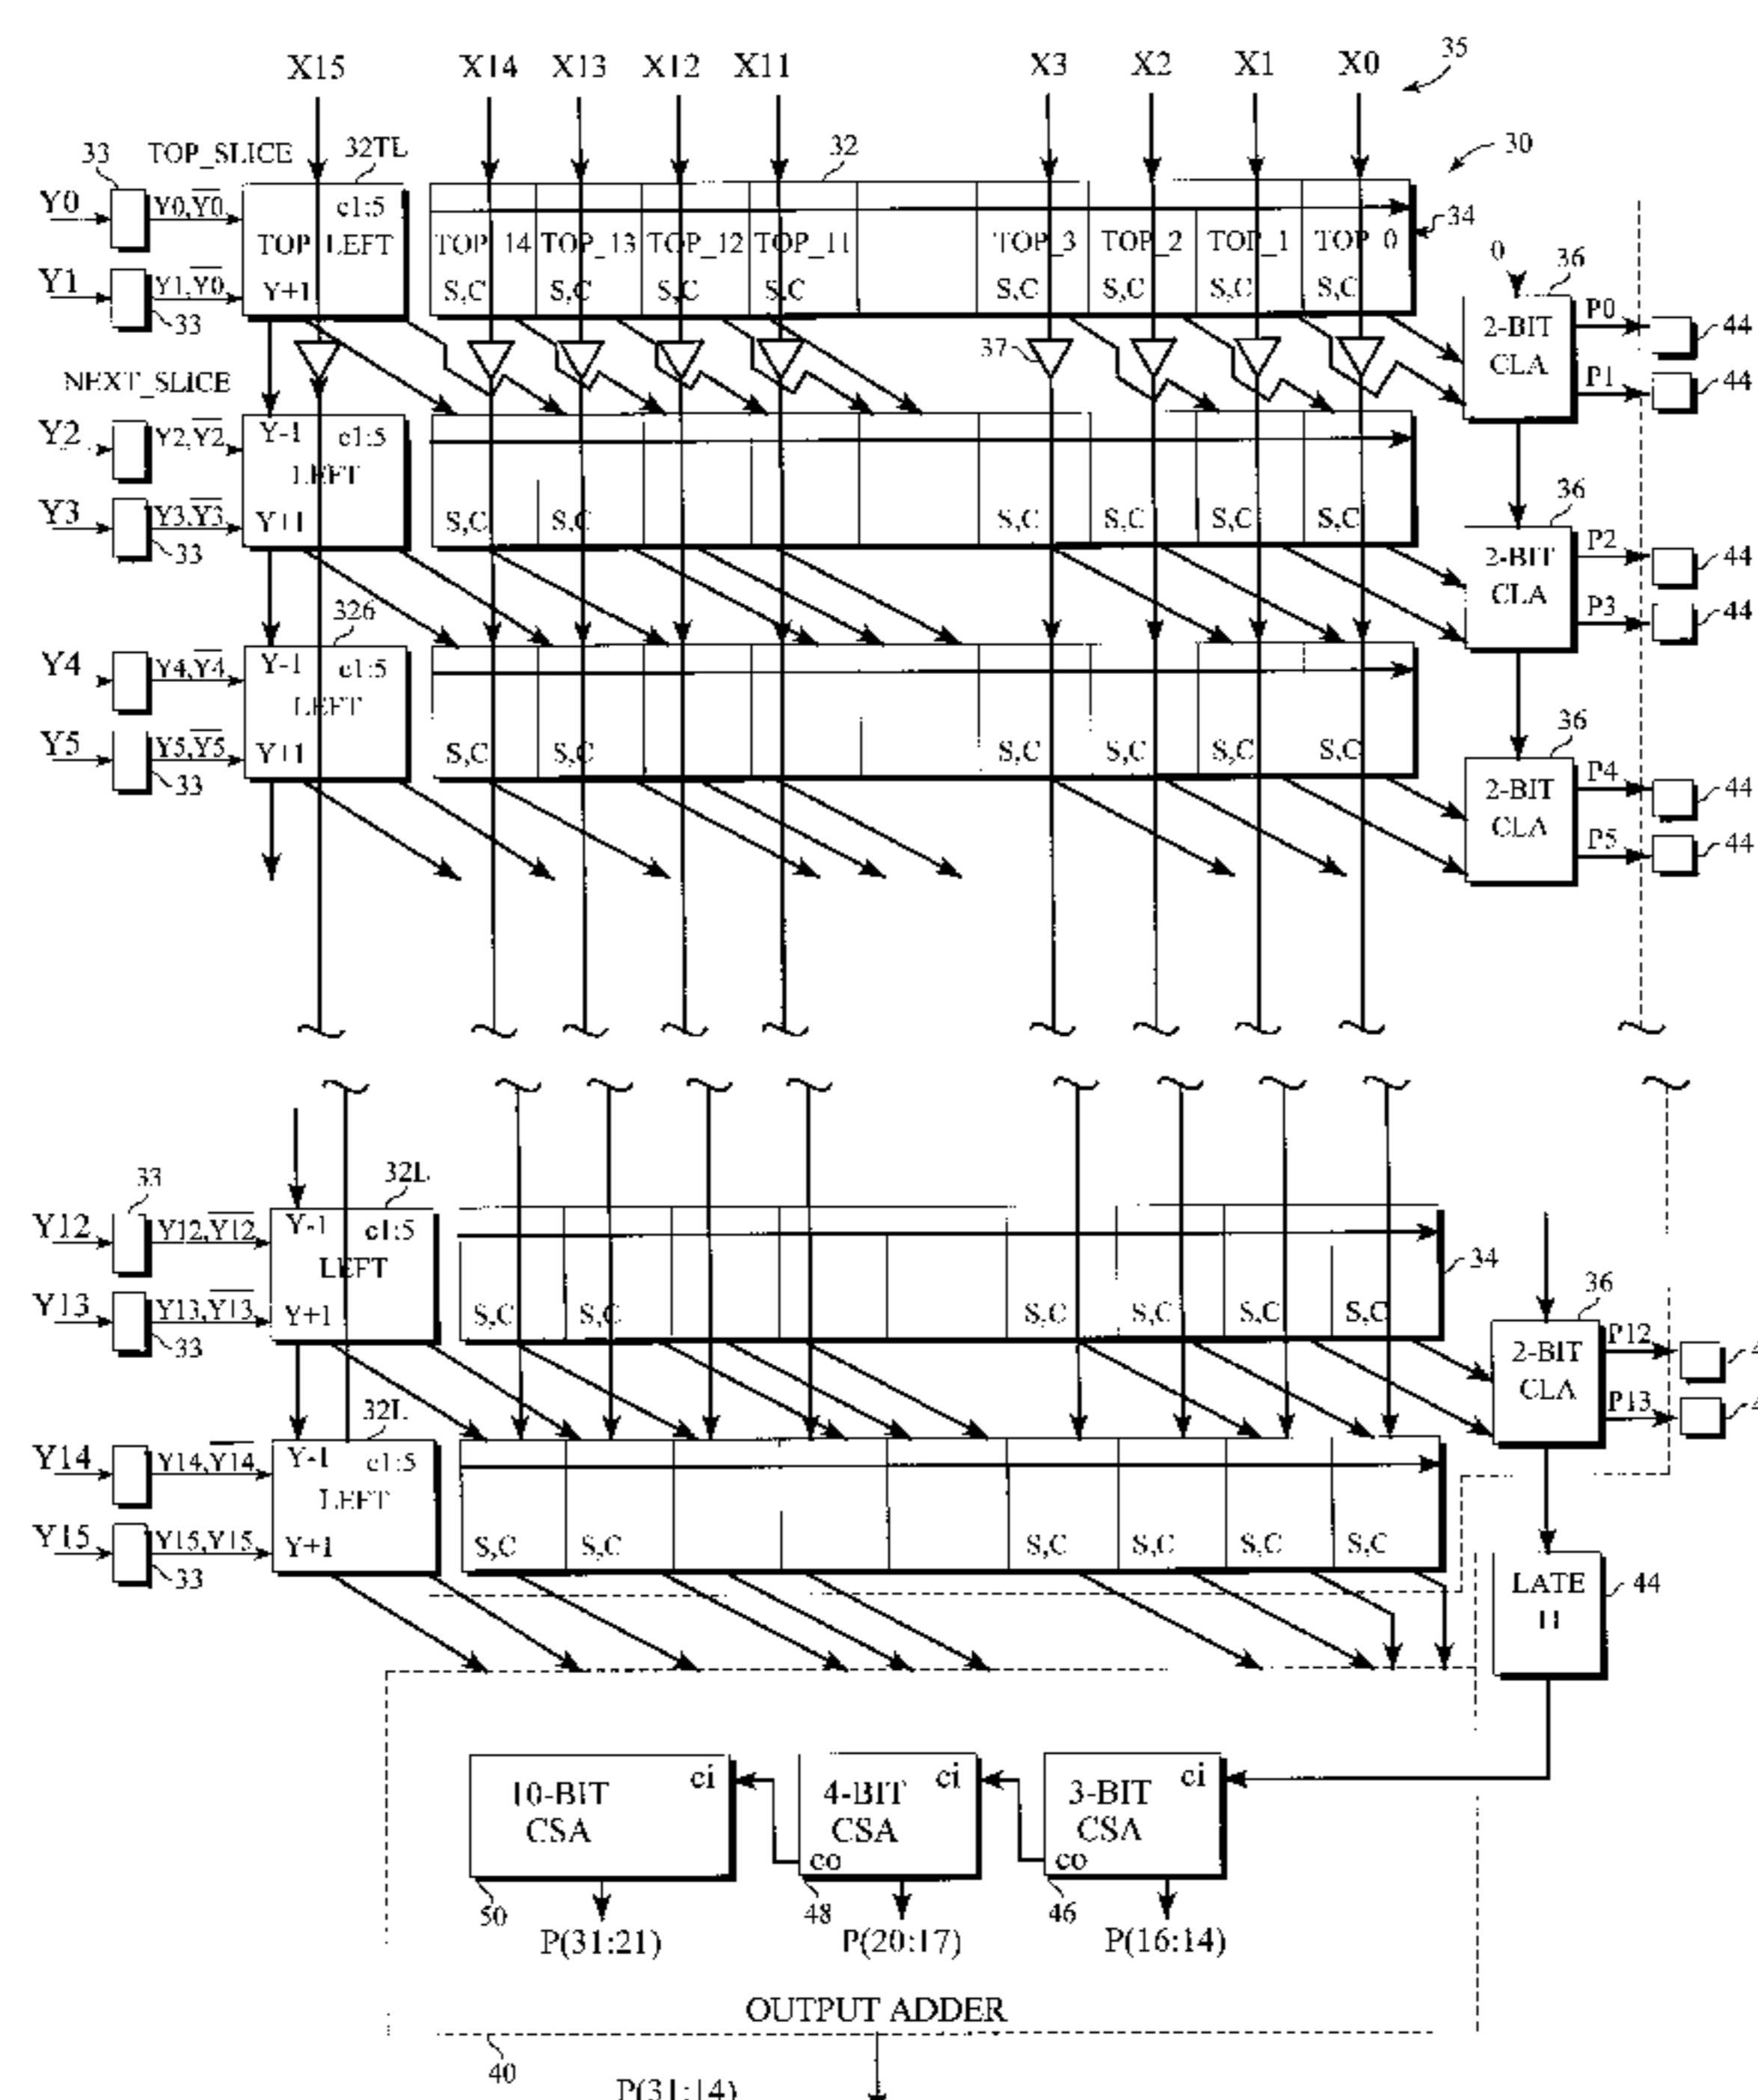 X15 X14 X13 X12 X11 X3 X2 X1 X0 35
33 TOP_SLICE 32TL 32 30
Y0 Y0,Y0 c1:5 34
TOP LEFT TOP_14 TOP_13 TOP_12 TOP_11 TOP_3 TOP_2 TOP_1 TOP_0 0 36
Y1 Y1,Y0 Y+1 S,C S,C S,C S,C S,C S,C S,C S,C P0
33 2-BIT 44
37 CLA
NEXT_SLICE P1 44
Y2 Y2,Y2 Y-1 c1:5
LEFT
36
Y3 Y3,Y3 Y+1 S,C S,C S,C S,C S,C S,C P2
33 2-BIT 44
CLA
326 P3 44
Y4 Y4,Y4 Y-1 c1:5
LEFT
36
Y5 Y5,Y5 Y+1 S,C S,C S,C S,C S,C S,C P4
33 2-BIT 44
CLA
P5 44
33 32L
Y12 Y12,Y12 Y-1 c1:5
LEFT 34
36
Y13 Y13,Y13 Y+1 S,C S,C S,C S,C S,C S,C P12
33 2-BIT 4
CLA
32L P13 4
Y14 Y14,Y14 Y-1 c1:5
LEFT
Y15 Y15,Y15 Y+1 S,C S,C S,C S,C S,C S,C
33 LATE 44
H
ci ci ci
10-BIT 4-BIT 3-BIT
CSA CSA CSA
co co
50 48 46
P(31:21) P(20:17) P(16:14)
OUTPUT ADDER
40
P(31:14)